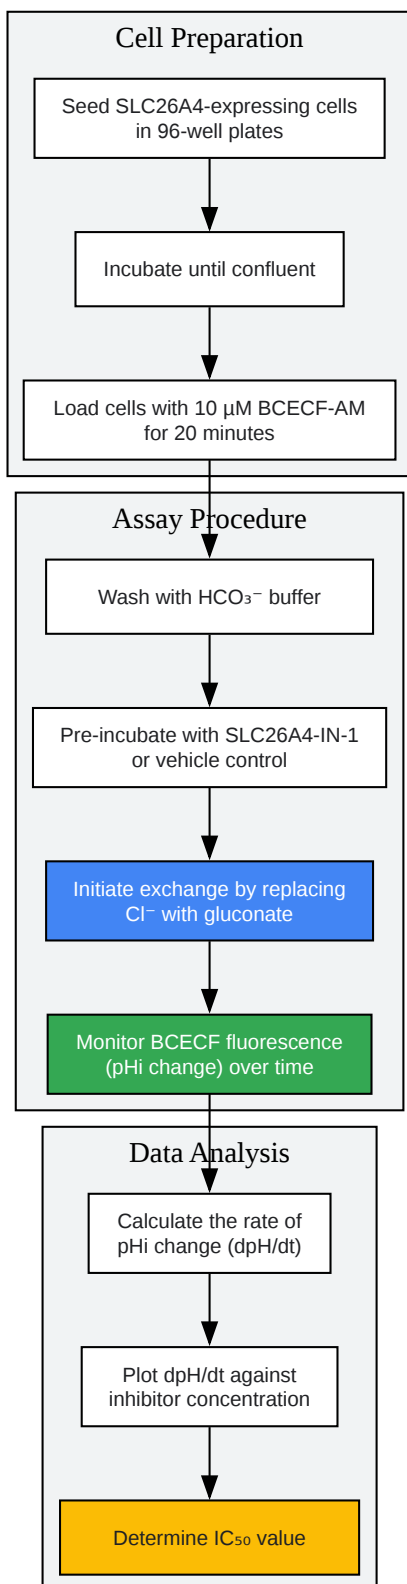 Cell Preparation
Seed SLC26A4-expressing cells
in 96-well plates
Incubate until confluent
Load cells with 10 µM BCECF-AM
for 20 minutes
Assay Procedure
Wash with HCO₃⁻ buffer
Pre-incubate with SLC26A4-IN-1
or vehicle control
Initiate exchange by replacing
Cl⁻ with gluconate
Monitor BCECF fluorescence
(pHi change) over time
Data Analysis
Calculate the rate of
pHi change (dpH/dt)
Plot dpH/dt against
inhibitor concentration
Determine IC₅₀ value